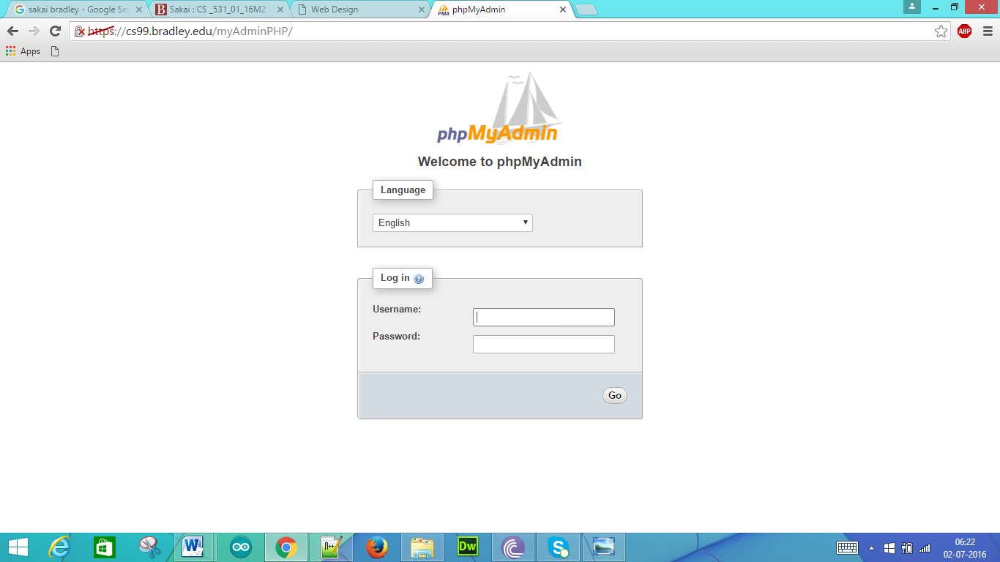 sakai bradley - Google Se
Sakai : CS _531_01_16M2
Web Design
PMA
phpMyAdmin
https://cs99.bradley.edu/myAdminPHP/
ABP
Apps
phpMyAdmin
Welcome to phpMyAdmin
Language
English
Log in
Username:
Password:
Go
W
N++
Dw
S
06:22
02-07-2016